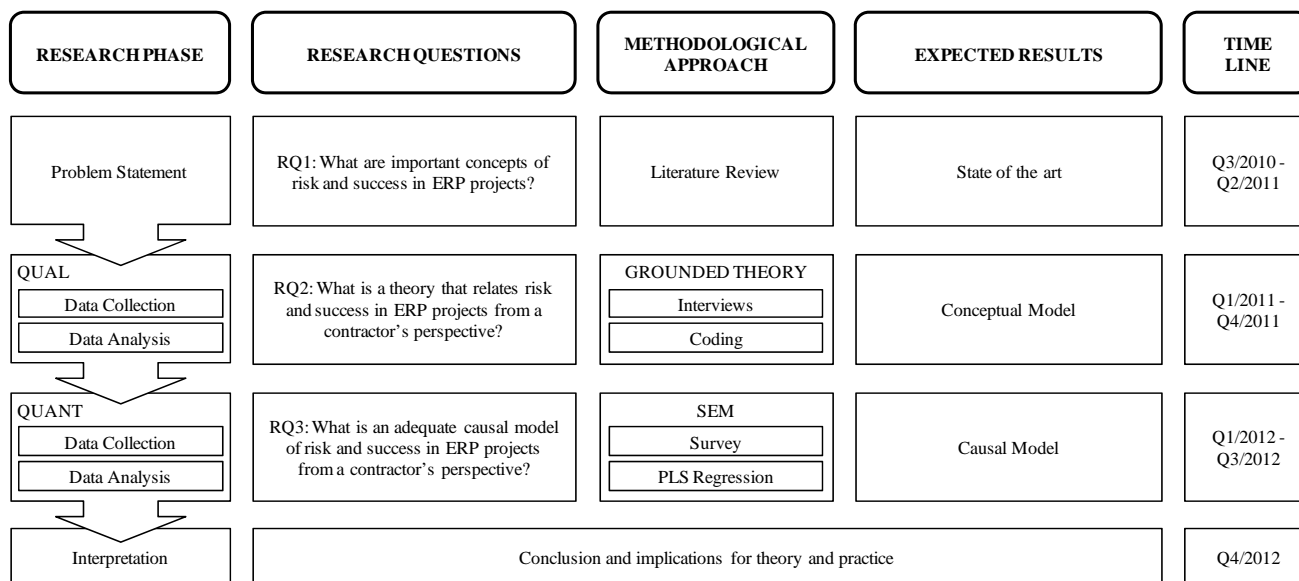 RESEARCH PHASE
RESEARCH QUESTIONS
METHODOLOGICAL
APPROACH
EXPECTED RESULTS
TIME
LINE
Problem Statement
RQ1: What are important concepts of
risk and success in ERP projects?
Literature Review
State of the art
Q3/2010 -
Q2/2011
QUAL
Data Collection
Data Analysis
RQ2: What is a theory that relates risk
and success in ERP projects from a
contractor's perspective?
GROUNDED THEORY
Interviews
Coding
Conceptual Model
Q1/2011 -
Q4/2011
QUANT
Data Collection
Data Analysis
RQ3: What is an adequate causal model
of risk and success in ERP projects
from a contractor's perspective?
SEM
Survey
PLS Regression
Causal Model
Q1/2012 -
Q3/2012
Interpretation
Conclusion and implications for theory and practice
Q4/2012